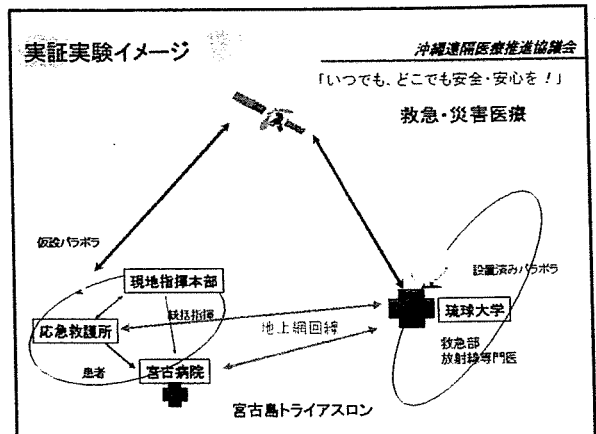 実証実験イメージ
沖縄遠隔医療推進協議会
「いつでも、どこでも安全・安心を！」
救急・災害医療
仮設パラボラ
設置済みパラボラ
現地指揮本部
統括指揮
琉球大学
応急救護所
地上網回線
救急部
放射線等門医
患者
宮古病院
宮古島トライアスロン